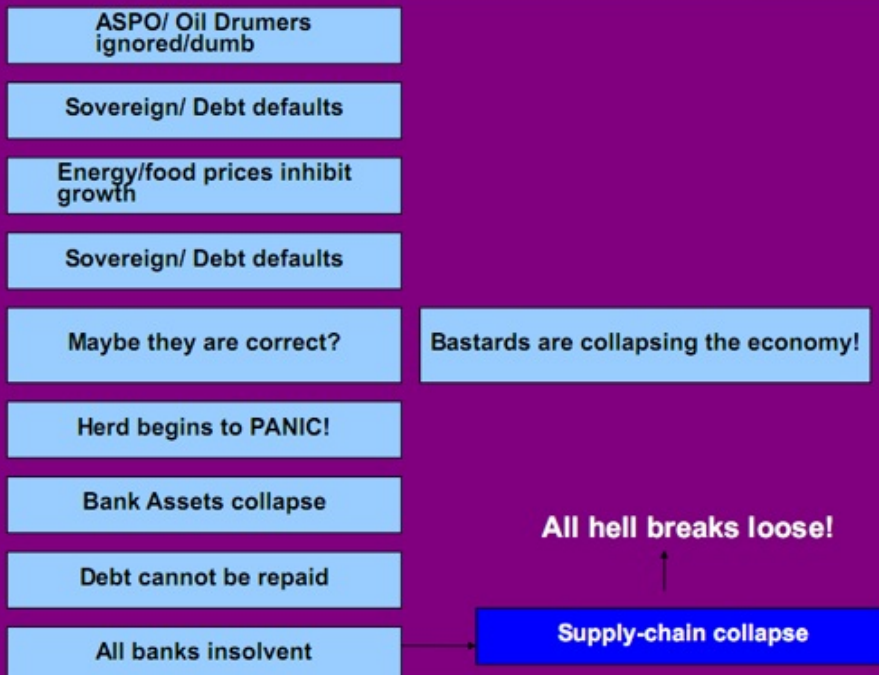 ASPO/ Oil Drumers
ignored/dumb
Sovereign/ Debt defaults
Energy/food prices inhibit
growth
Sovereign/ Debt defaults
Maybe they are correct?
Bastards are collapsing the economy!
Herd begins to PANIC!
Bank Assets collapse
Debt cannot be repaid
All banks insolvent
Supply-chain collapse
All hell breaks loose!